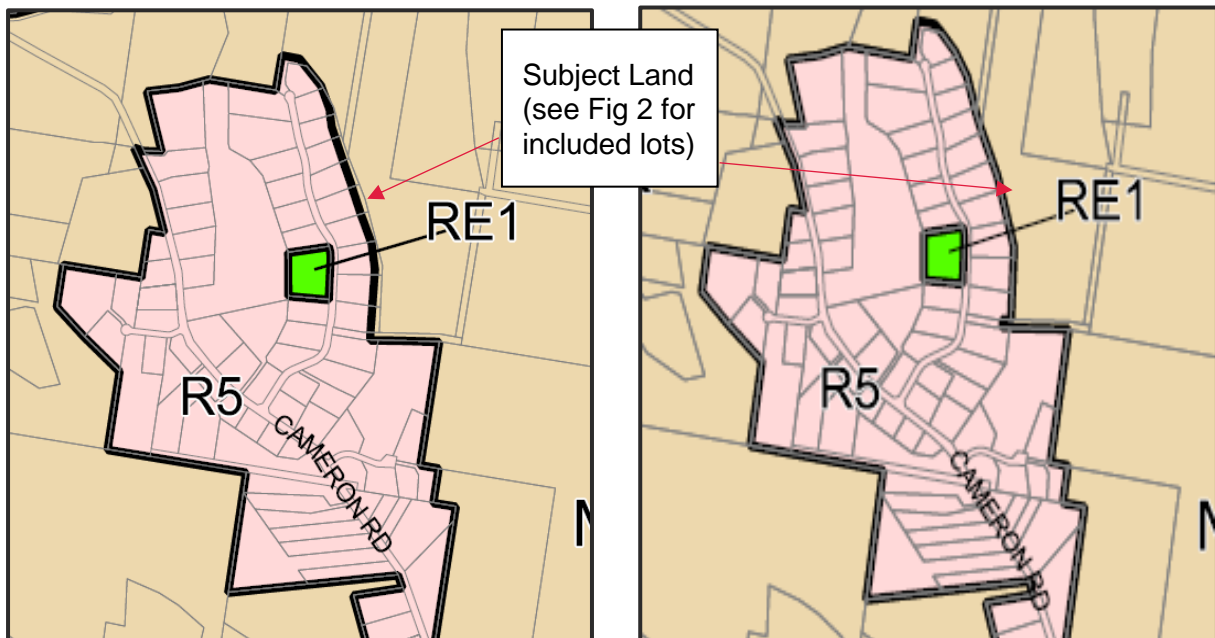 Subject Land
(see Fig 2 for
included lots)
RE1
R5
CAMERON RD
RE1
R5
CAMERON RD